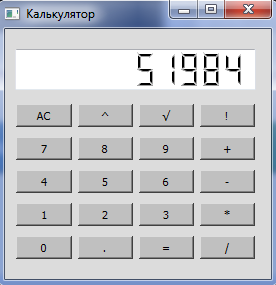 Калькулятор
51984
AC ^ √ !
7 8 9 +
4 5 6 -
1 2 3 *
0 . = /